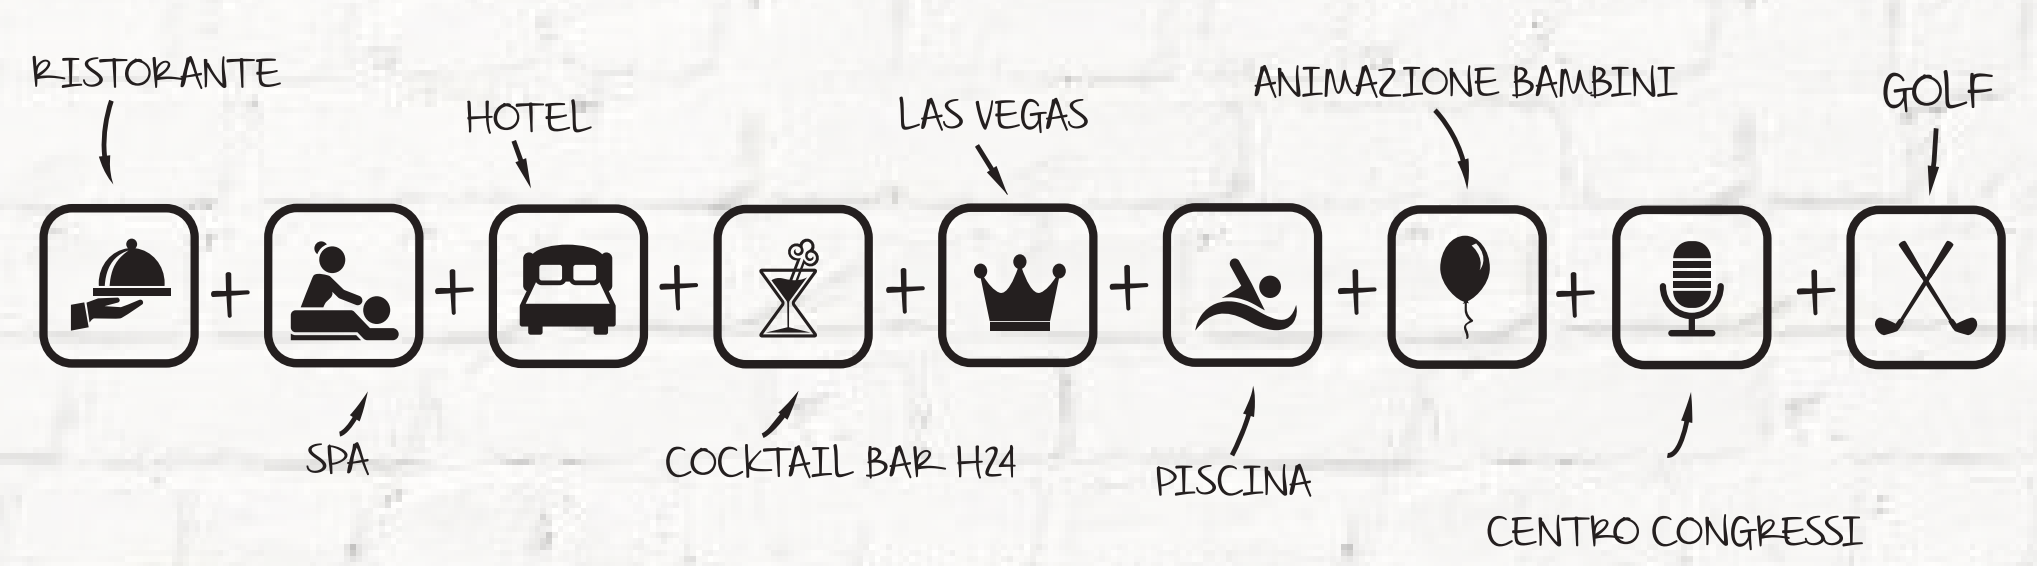 RISTORANTE
HOTEL
LAS VEGAS
ANIMAZIONE BAMBINI
GOLF
SPA
COCKTAIL BAR H24
PISCINA
CENTRO CONGRESSI